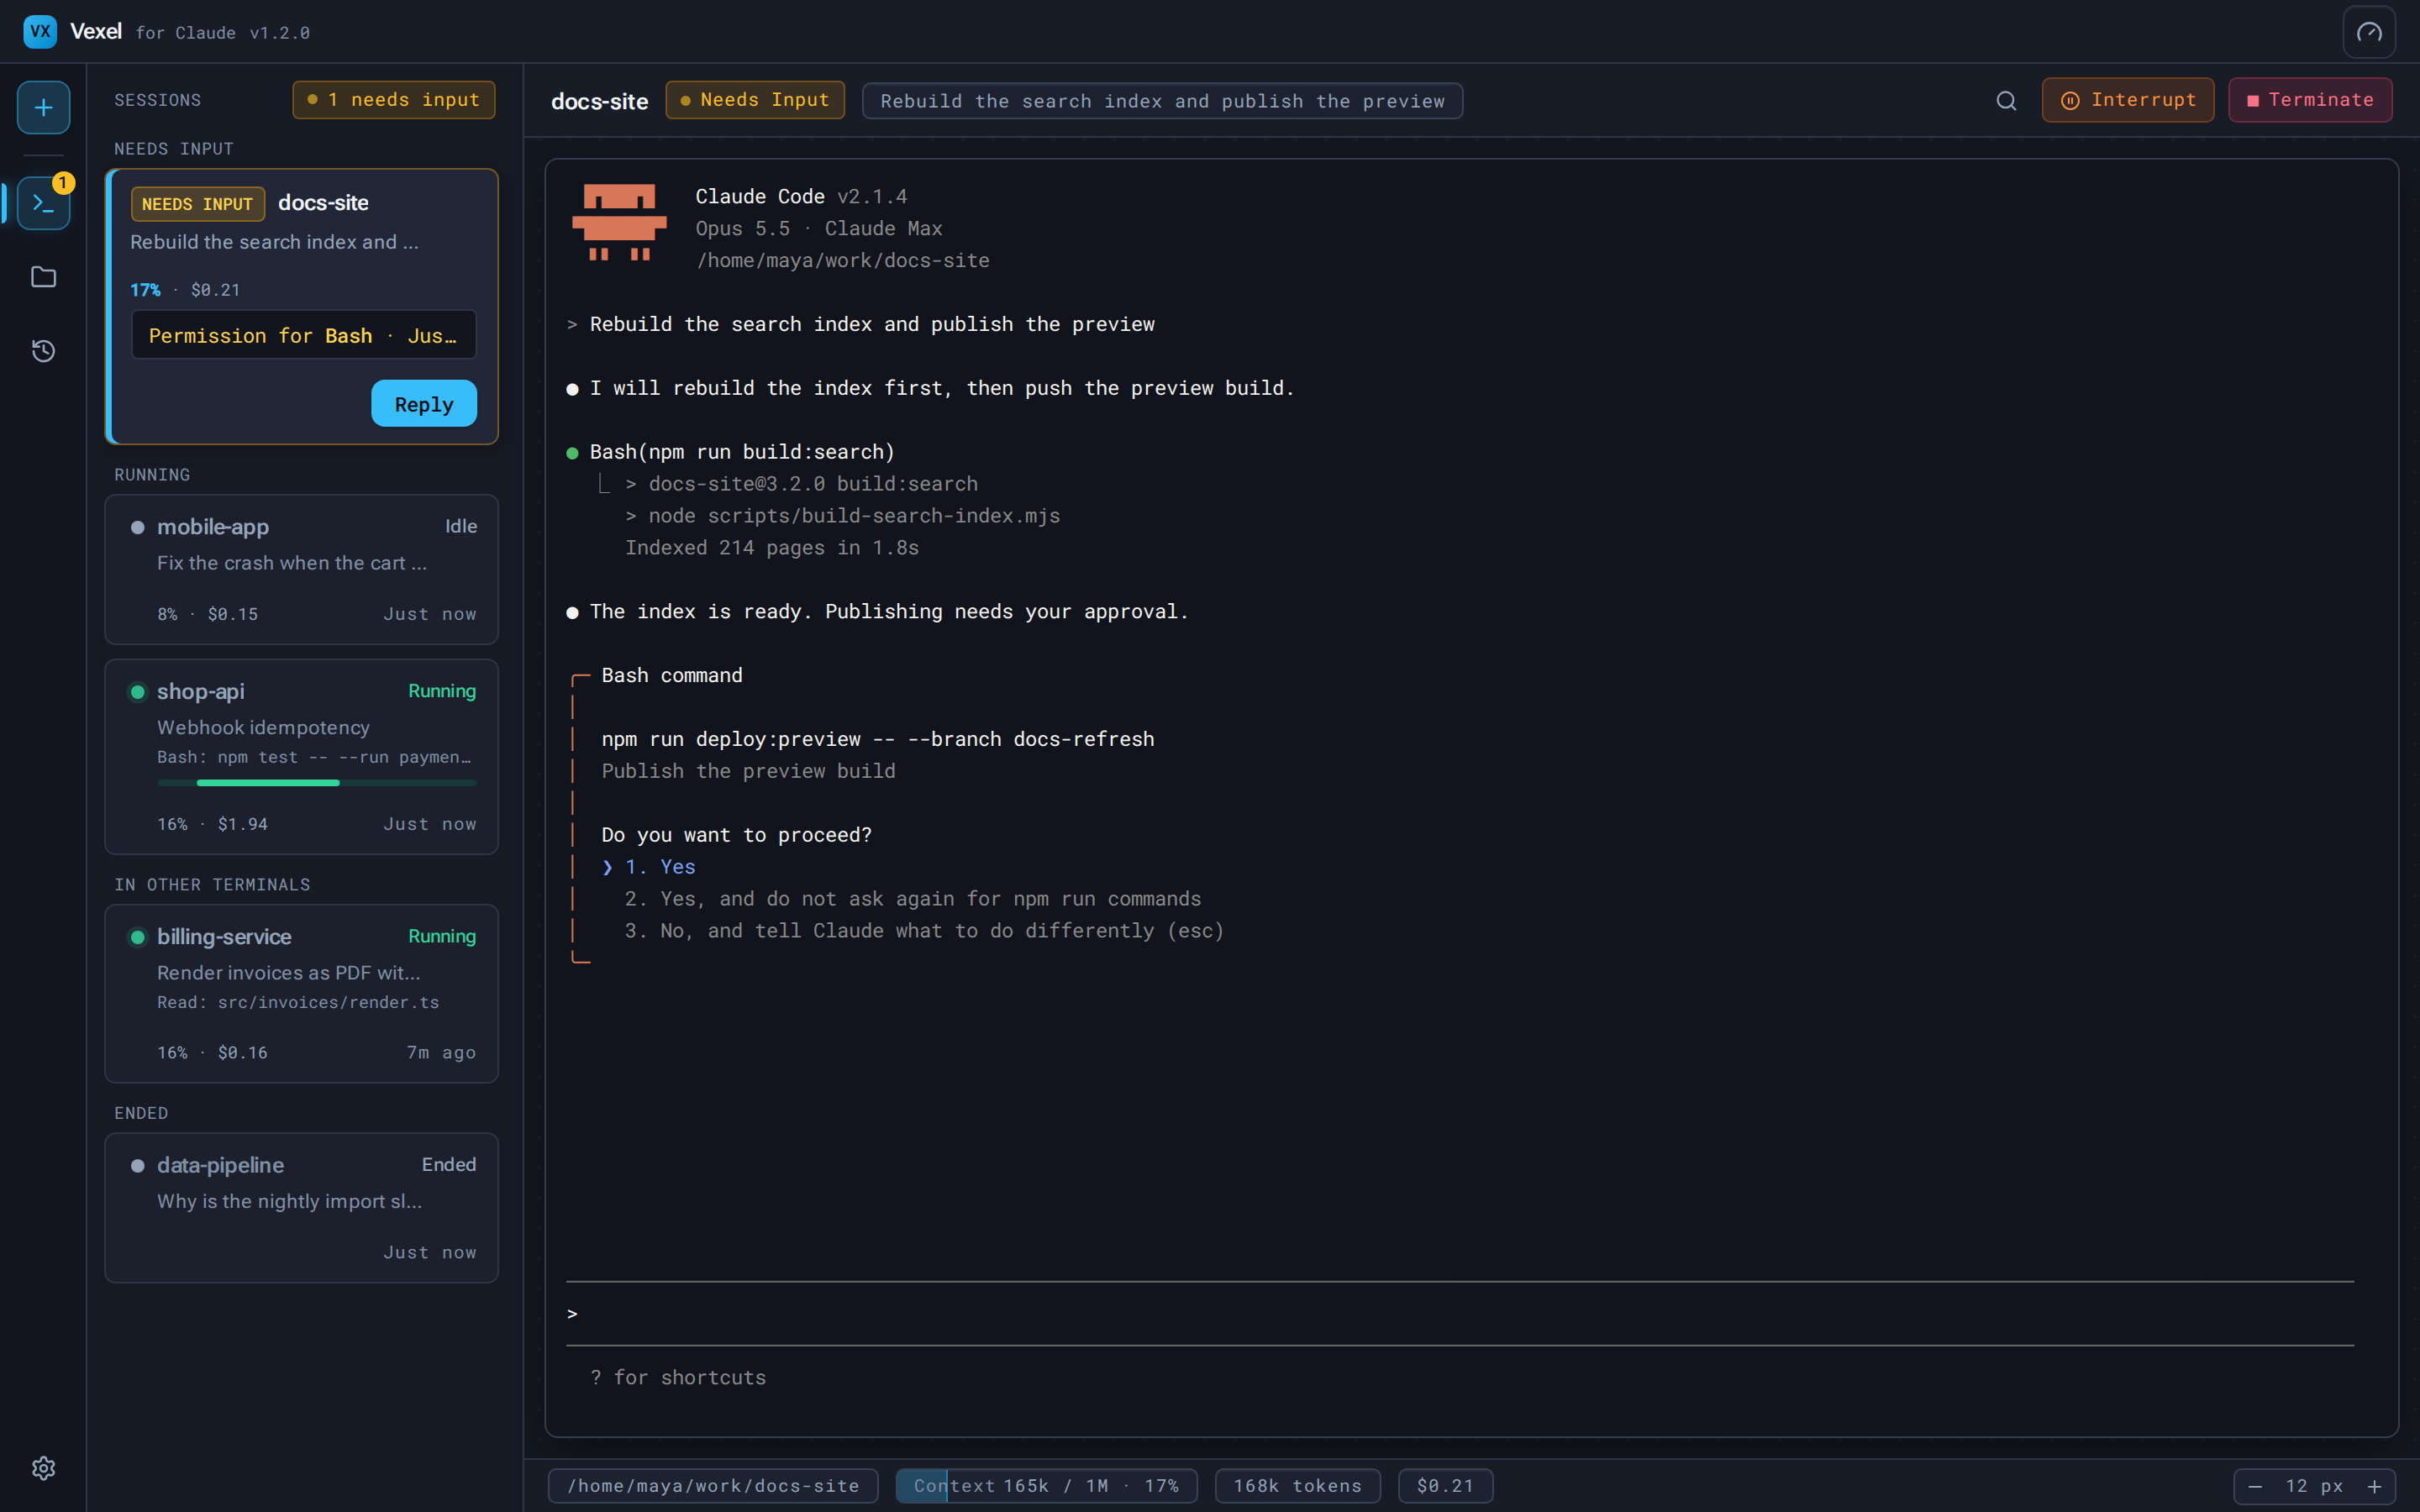 VX Vexel for Claude v1.2.0
SESSIONS
1 needs input
NEEDS INPUT
1
NEEDS INPUT docs-site
Rebuild the search index and ...
17% · $0.21
Permission for Bash · Jus…
Reply
RUNNING
mobile-app Idle
Fix the crash when the cart ...
8% · $0.15 Just now
shop-api Running
Webhook idempotency
Bash: npm test -- --run paymen…
16% · $1.94 Just now
IN OTHER TERMINALS
billing-service Running
Render invoices as PDF wit...
Read: src/invoices/render.ts
16% · $0.16 7m ago
ENDED
data-pipeline Ended
Why is the nightly import sl...
Just now
docs-site Needs Input Rebuild the search index and publish the preview
Interrupt Terminate
Claude Code v2.1.4
Opus 5.5 · Claude Max
/home/maya/work/docs-site
> Rebuild the search index and publish the preview
● I will rebuild the index first, then push the preview build.
● Bash(npm run build:search)
⎿ > docs-site@3.2.0 build:search
> node scripts/build-search-index.mjs
Indexed 214 pages in 1.8s
● The index is ready. Publishing needs your approval.
Bash command
npm run deploy:preview -- --branch docs-refresh
Publish the preview build
Do you want to proceed?
❯ 1. Yes
2. Yes, and do not ask again for npm run commands
3. No, and tell Claude what to do differently (esc)
>
? for shortcuts
/home/maya/work/docs-site Context 165k / 1M · 17% 168k tokens $0.21 − 12 px +